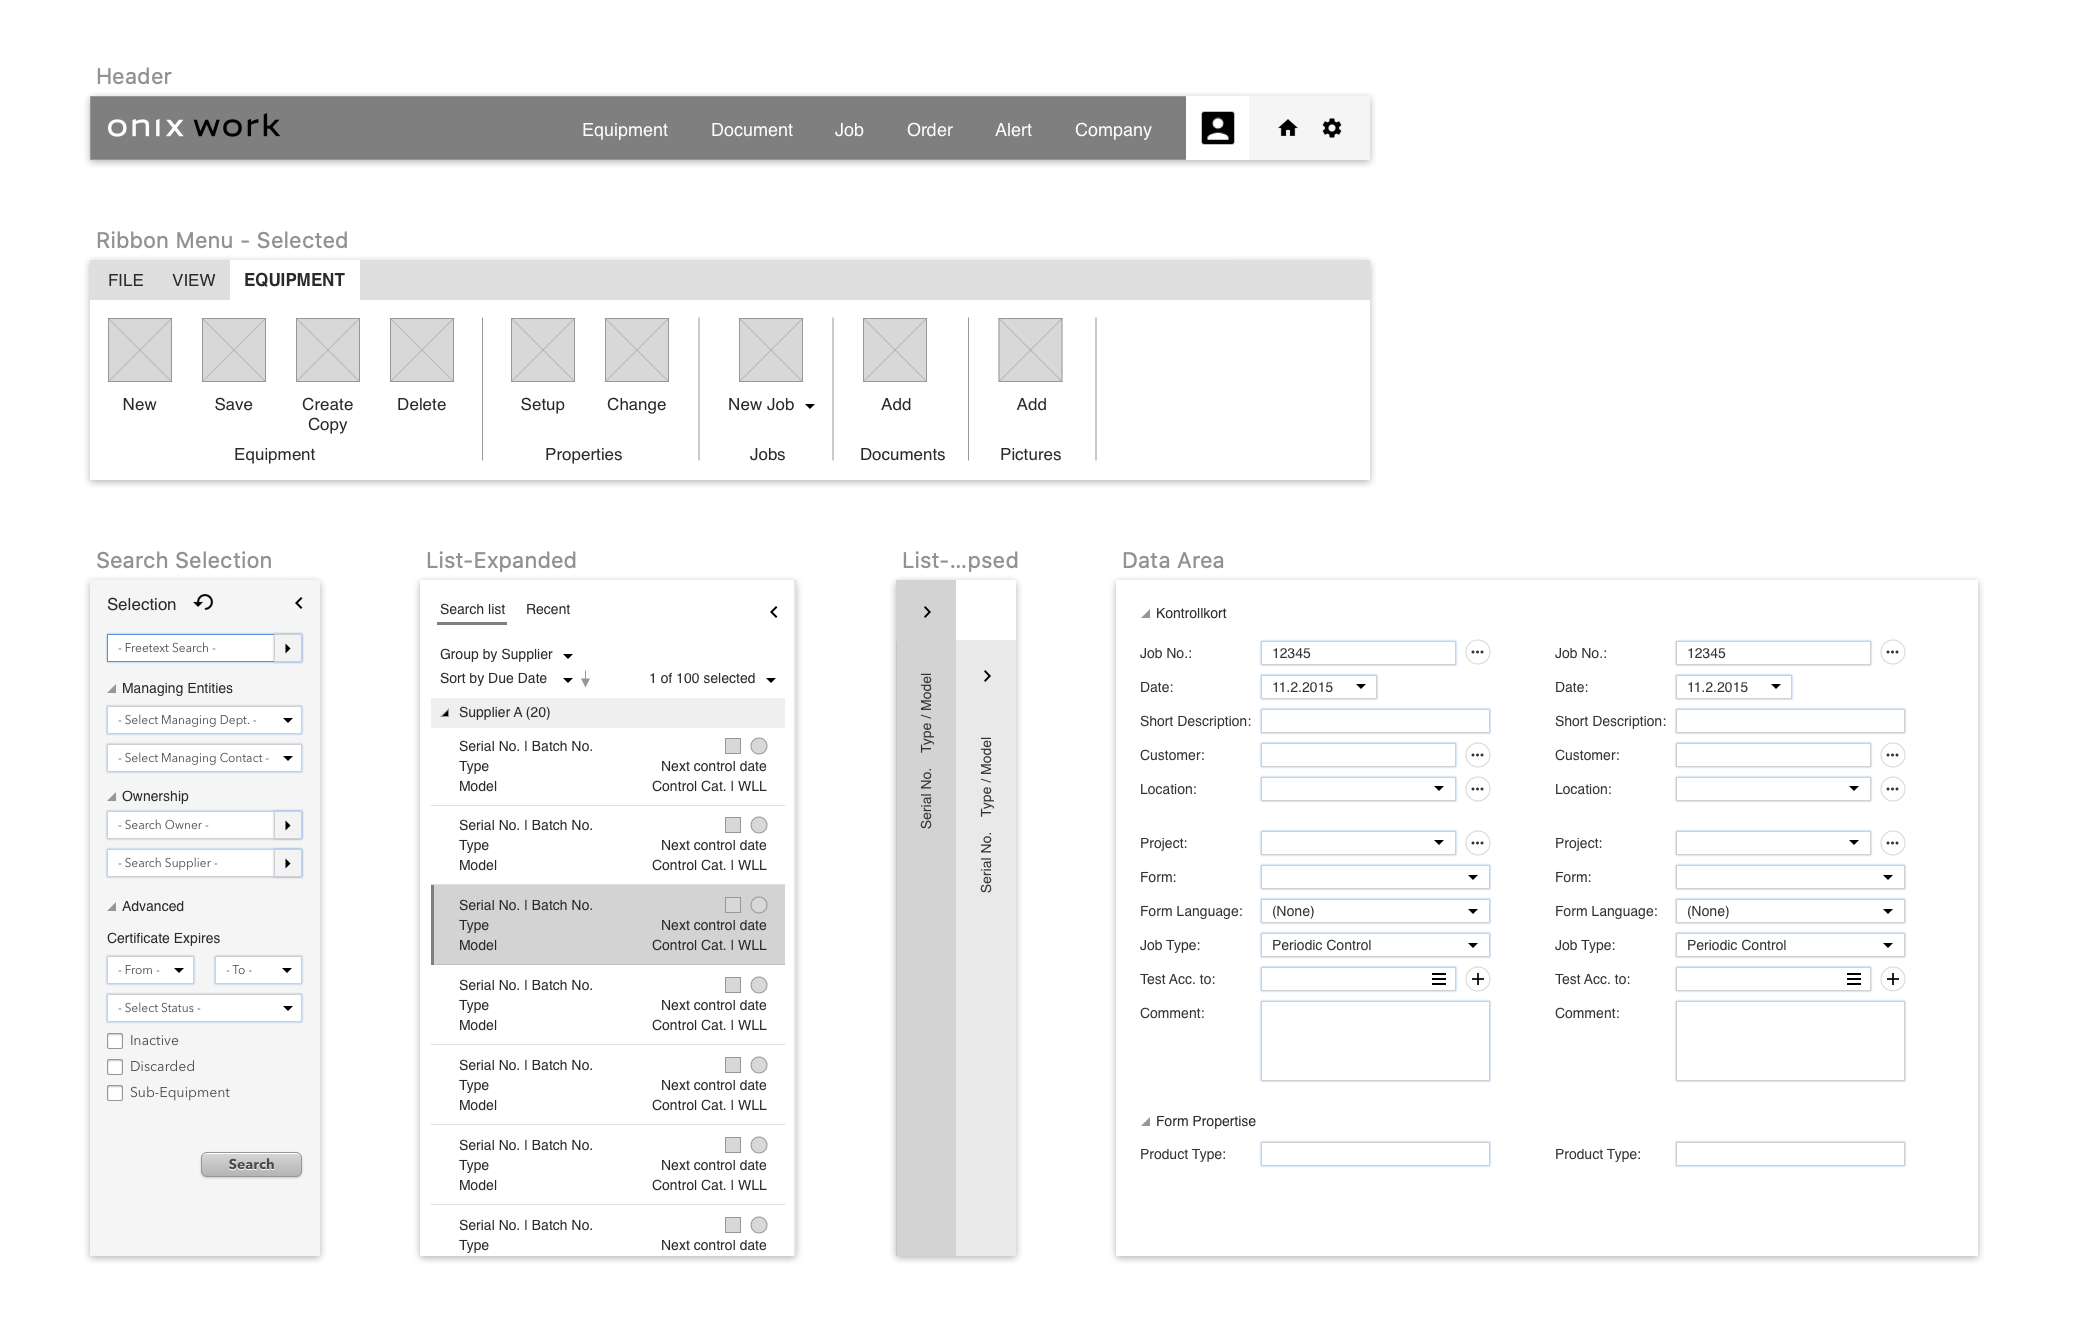 Header
onix work
Equipment Document Job Order Alert Company
Ribbon Menu - Selected
FILE VIEW EQUIPMENT
New Save Create Copy Delete Setup Change New Job Add Add
Equipment Properties Jobs Documents Pictures
Search Selection
Selection
- Freetext Search -
Managing Entities
- Select Managing Dept. -
- Select Managing Contact -
Ownership
- Search Owner -
- Search Supplier -
Advanced
Certificate Expires
- From - - To -
- Select Status -
Inactive
Discarded
Sub-Equipment
Search
List-Expanded
Search list Recent
Group by Supplier
Sort by Due Date 1 of 100 selected
Supplier A (20)
Serial No. | Batch No.
Type Next control date
Model Control Cat. | WLL
Serial No. | Batch No.
Type Next control date
Model Control Cat. | WLL
Serial No. | Batch No.
Type Next control date
Model Control Cat. | WLL
Serial No. | Batch No.
Type Next control date
Model Control Cat. | WLL
Serial No. | Batch No.
Type Next control date
Model Control Cat. | WLL
Serial No. | Batch No.
Type Next control date
Model Control Cat. | WLL
Serial No. | Batch No.
Type Next control date
List-...psed
Serial No. Type / Model
Serial No. Type / Model
Data Area
Kontrollkort
Job No.: 12345 Job No.: 12345
Date: 11.2.2015 Date: 11.2.2015
Short Description: Short Description:
Customer: Customer:
Location: Location:
Project: Project:
Form: Form:
Form Language: (None) Form Language: (None)
Job Type: Periodic Control Job Type: Periodic Control
Test Acc. to: Test Acc. to:
Comment: Comment:
Form Propertise
Product Type: Product Type: